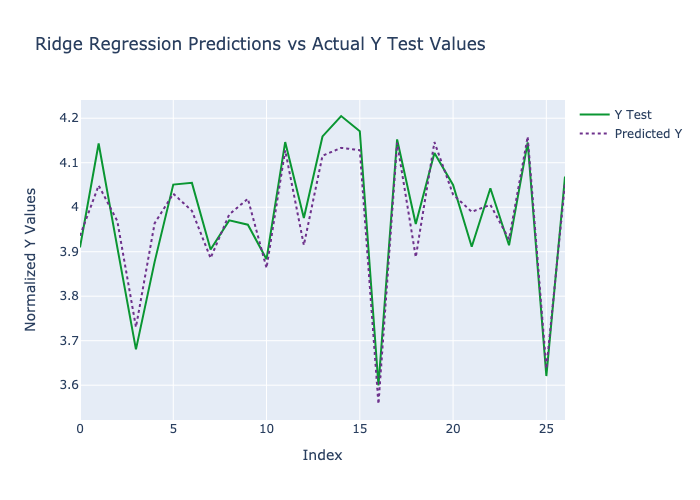 Ridge Regression Predictions vs Actual Y Test Values
Y Test
Predicted Y
Normalized Y Values
4.2
4.1
4
3.9
3.8
3.7
3.6
0 5 10 15 20 25
Index